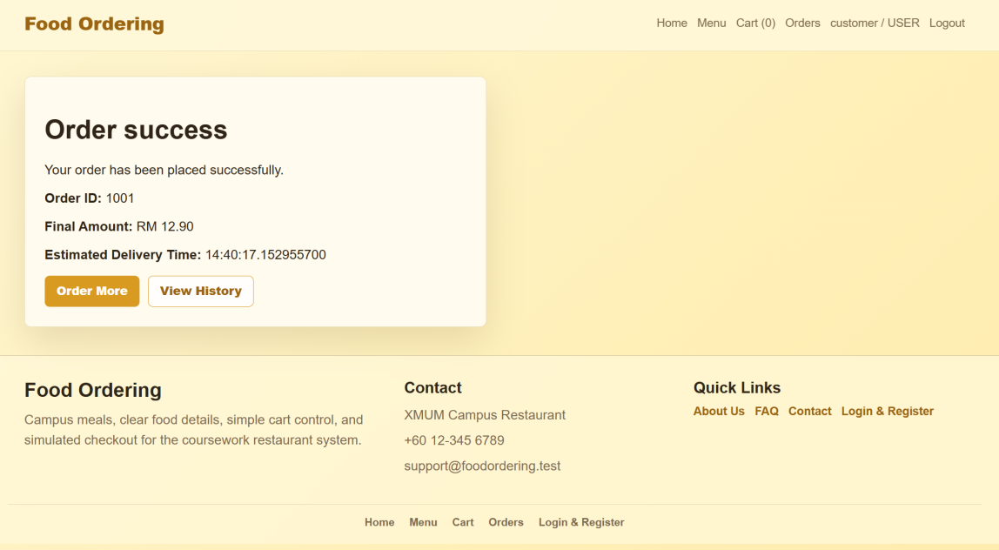 Food Ordering
Home Menu Cart (0) Orders customer / USER Logout
Order success
Your order has been placed successfully.
Order ID: 1001
Final Amount: RM 12.90
Estimated Delivery Time: 14:40:17.152955700
Order More View History
Food Ordering
Campus meals, clear food details, simple cart control, and
simulated checkout for the coursework restaurant system.
Contact
XMUM Campus Restaurant
+60 12-345 6789
support@foodordering.test
Quick Links
About Us FAQ Contact Login & Register
Home Menu Cart Orders Login & Register